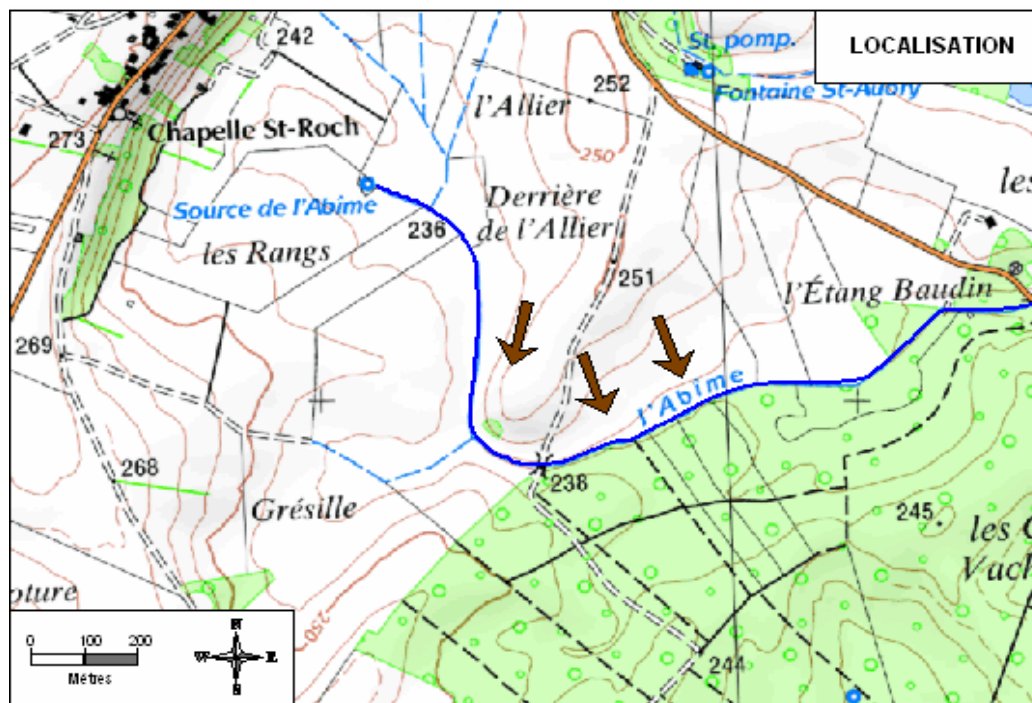 LOCALISATION
242
St. pomp.
Fontaine St-Aubry
252
l'Allier
273
Chapelle St-Roch
250
les
Source de l'Abime
236
Derrière
de l'Allier
les Rangs
251
l'Étang Baudin
269
l'Abime
268
238
Grésille
245
les
Vach
oture
250
244
0 100 200
Mètres
N
W E
S